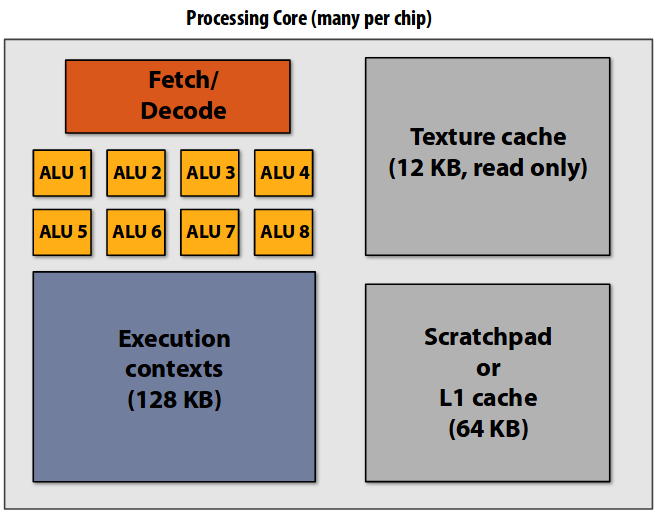 Processing Core (many per chip)
Fetch/
Decode
ALU 1
ALU 2
ALU 3
ALU 4
ALU 5
ALU 6
ALU 7
ALU 8
Execution
contexts
(128 KB)
Texture cache
(12 KB, read only)
Scratchpad
or
L1 cache
(64 KB)